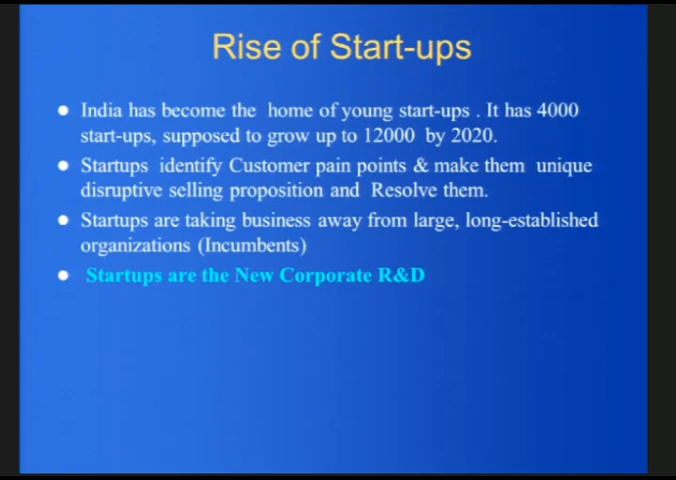 Rise of Start-ups
India has become the home of young start-ups . It has 4000
start-ups, supposed to grow up to 12000 by 2020.
Startups identify Customer pain points & make them unique
disruptive selling proposition and Resolve them.
Startups are taking business away from large, long-established
organizations (Incumbents)
Startups are the New Corporate R&D